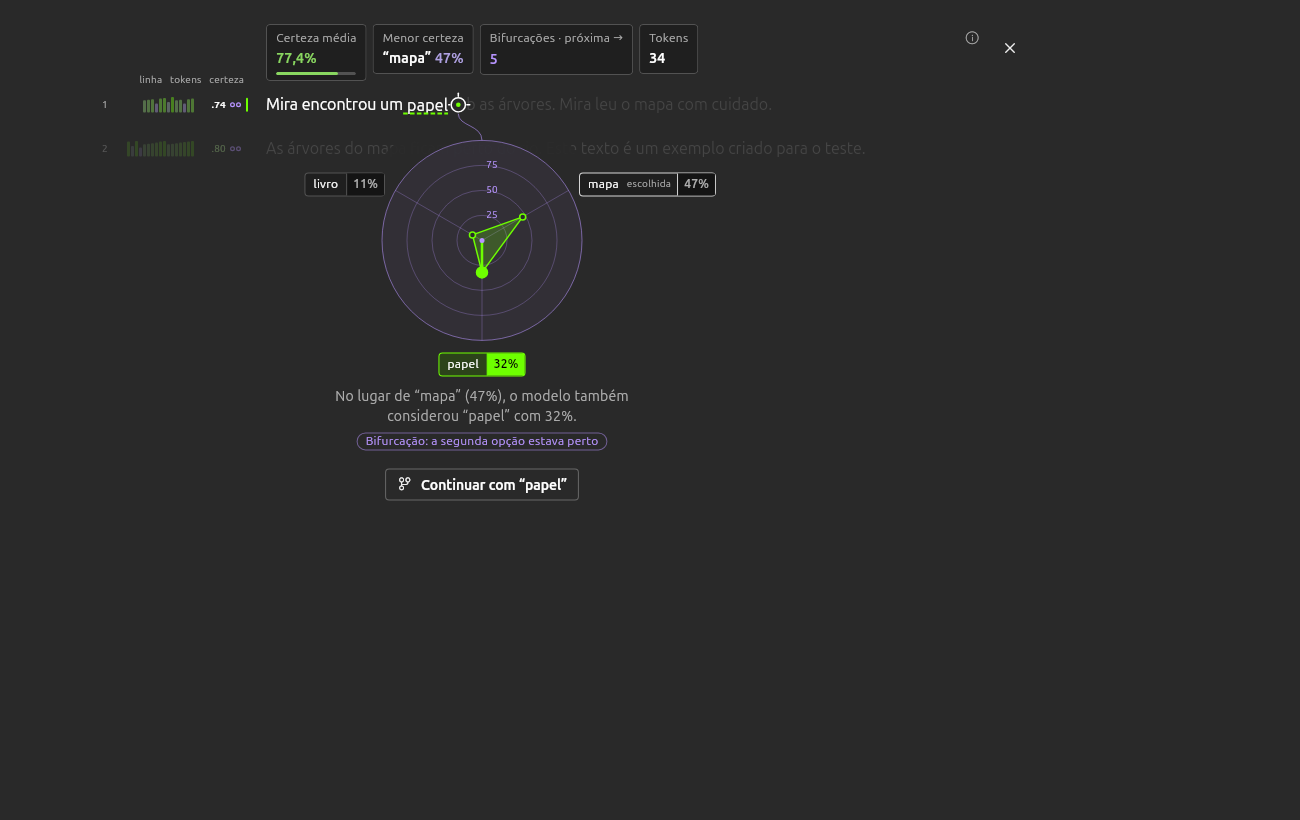 Certeza média
77,4%
Menor certeza
“mapa” 47%
Bifurcações · próxima →
5
Tokens
34
linha tokens certeza
1 .74 Mira encontrou um papel as árvores. Mira leu o mapa com cuidado.
2 .80 As árvores do texto é um exemplo criado para o teste.
75
50
25
livro 11%
mapa escolhida 47%
papel 32%
No lugar de “mapa” (47%), o modelo também
considerou “papel” com 32%.
Bifurcação: a segunda opção estava perto
Continuar com “papel”